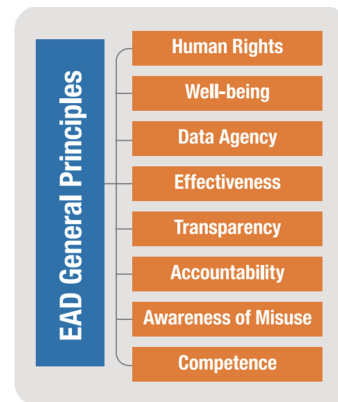 EAD General Principles
Human Rights
Well-being
Data Agency
Effectiveness
Transparency
Accountability
Awareness of Misuse
Competence